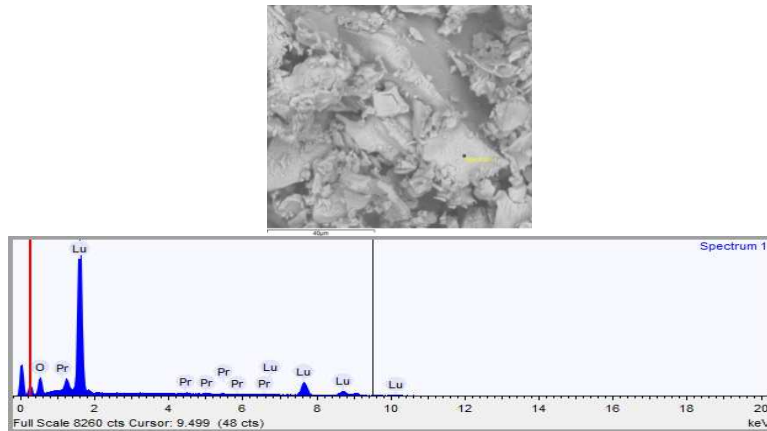 40µm
Spectrum 1
Lu
O Pr Pr Pr Pr Pr Pr Lu Lu Lu Lu
0 2 4 6 8 10 12 14 16 18 20
Full Scale 8260 cts Cursor: 9.499 (48 cts) keV